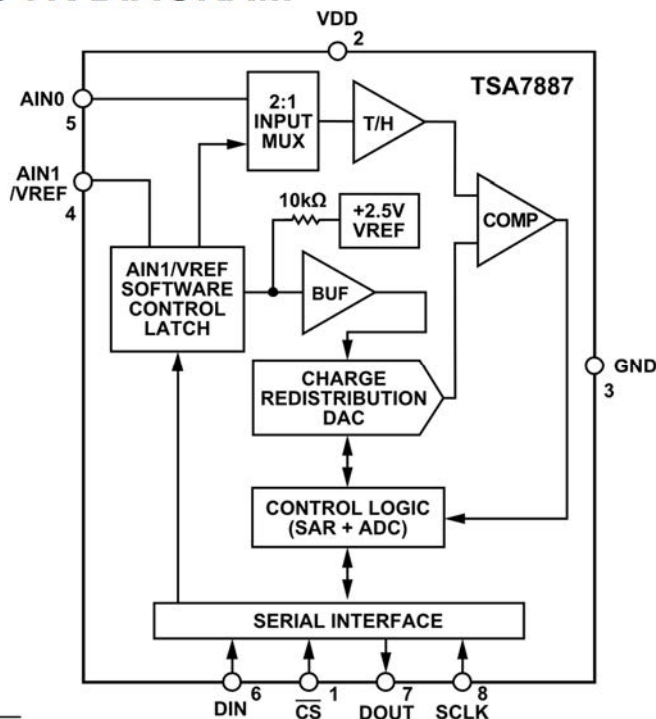 VDD
2
TSA7887
AIN0
5
2:1
INPUT
MUX
T/H
AIN1
/VREF
4
10kΩ
+2.5V
VREF
COMP
AIN1/VREF
SOFTWARE
CONTROL
LATCH
BUF
GND
3
CHARGE
REDISTRIBUTION
DAC
CONTROL LOGIC
(SAR + ADC)
SERIAL INTERFACE
6
1
7
8
DIN
CS
DOUT
SCLK